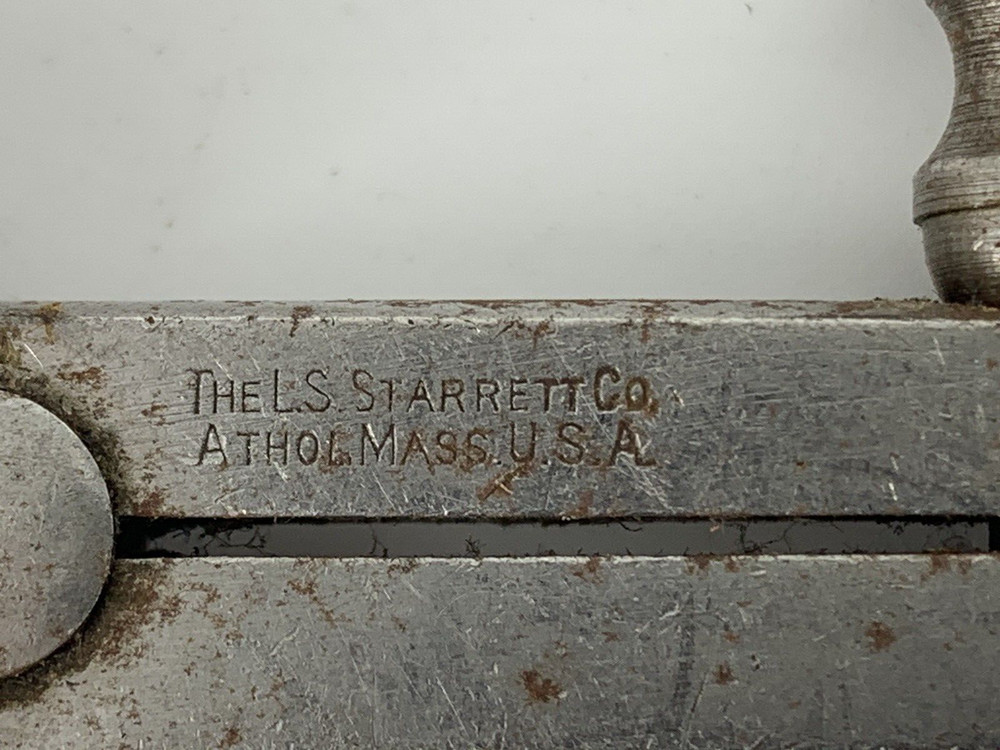 THE L.S. STARRETT CO.
ATHOL, MASS. U.S.A.